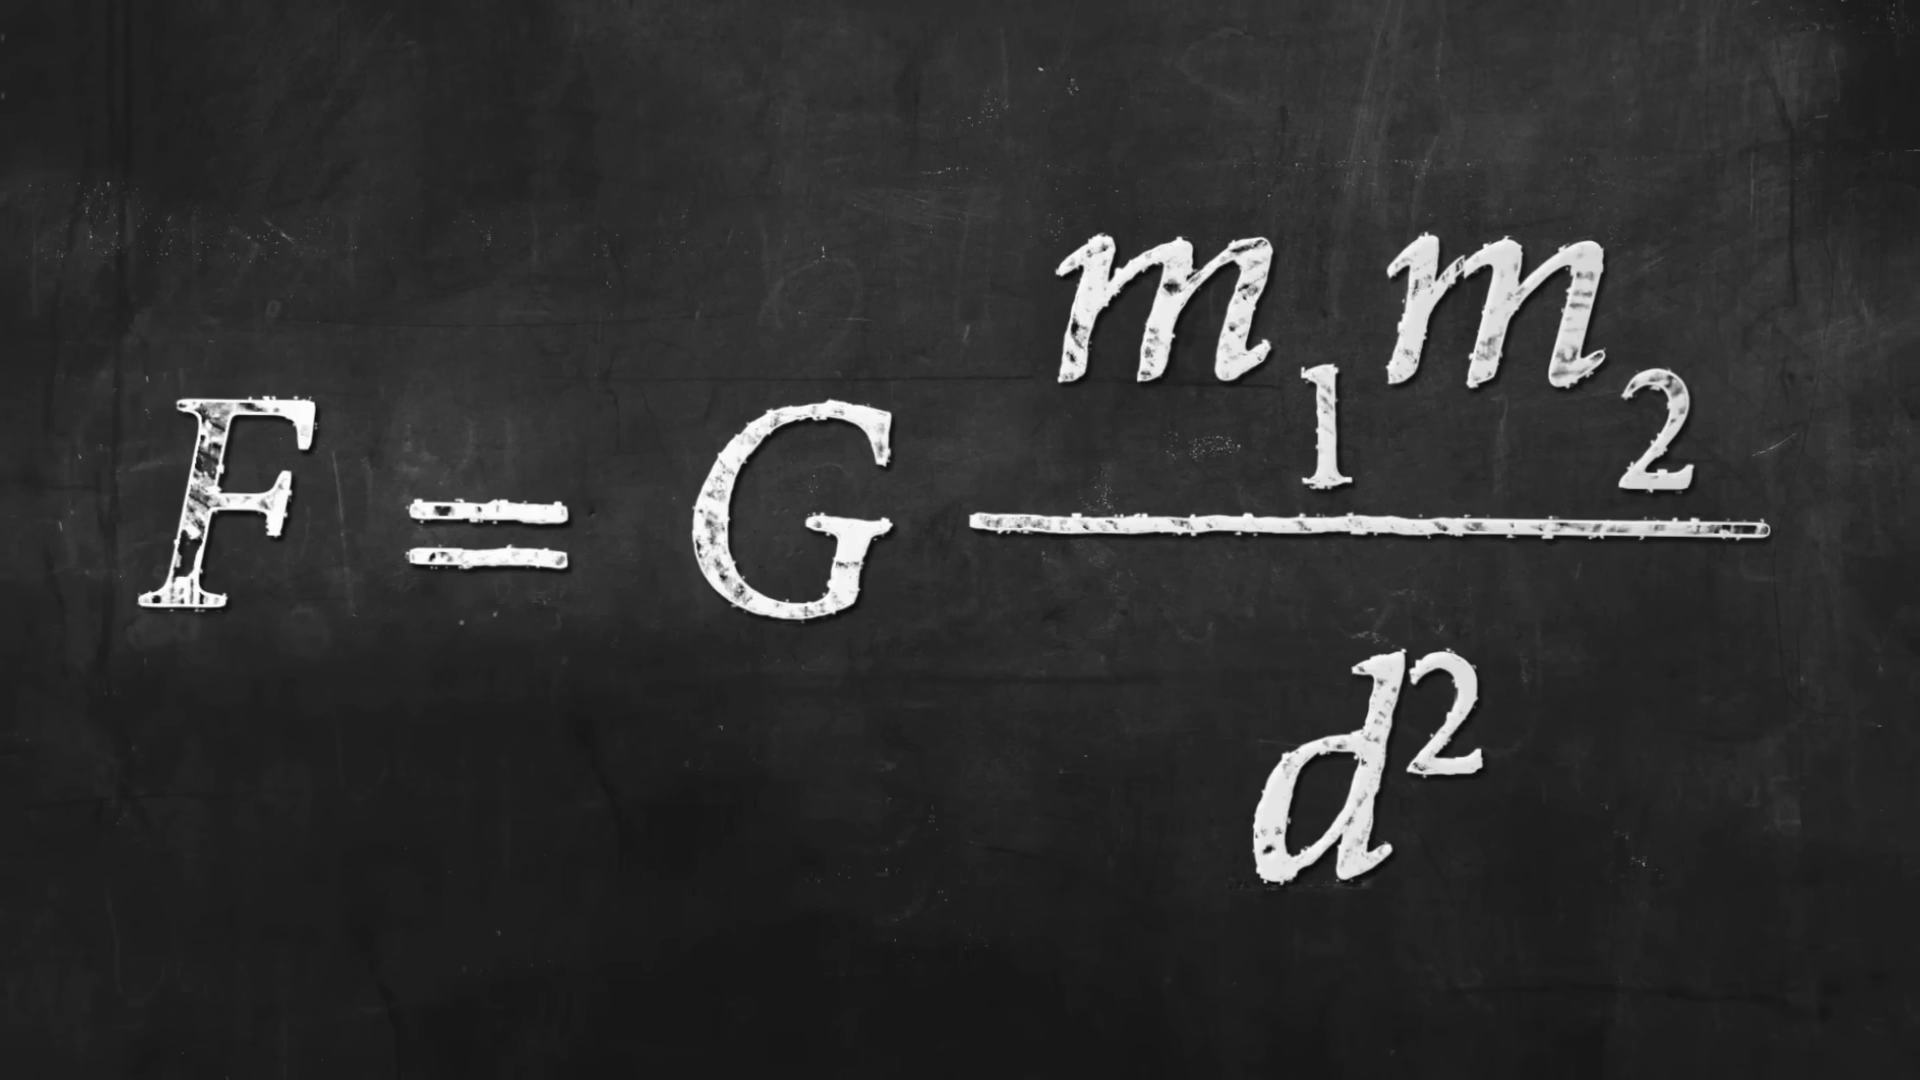 F = G m₁m₂ / d²